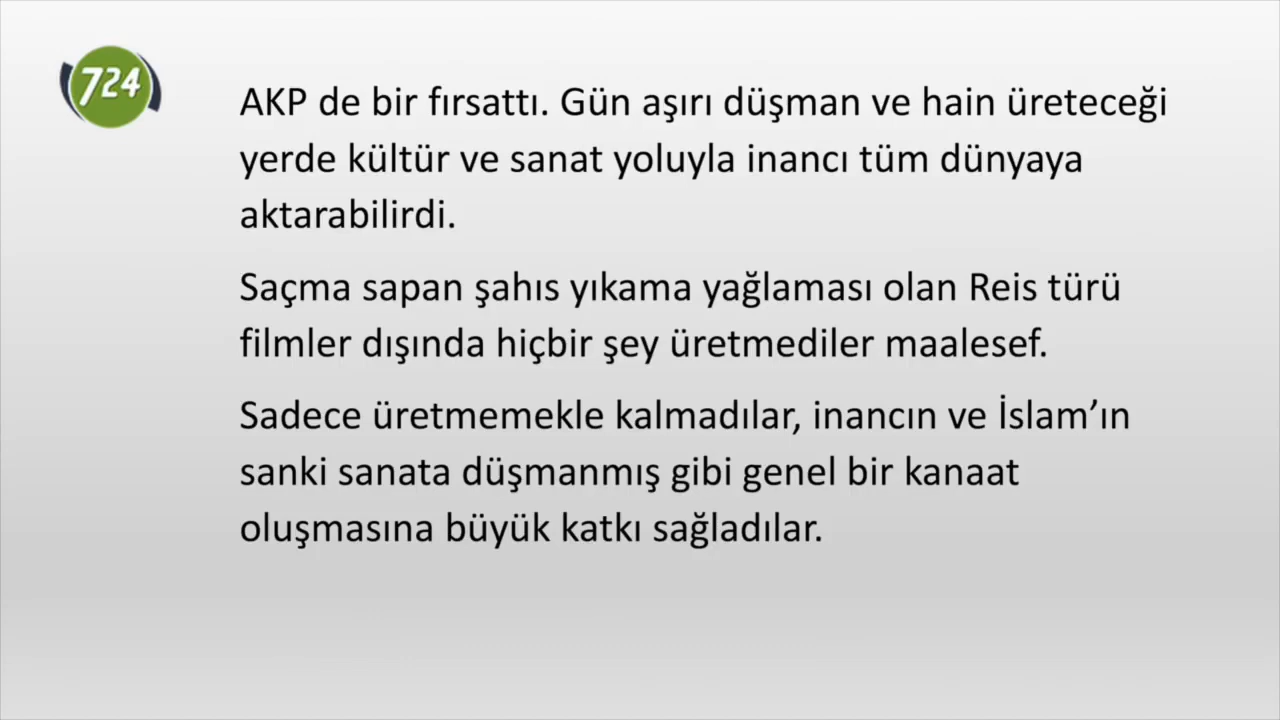 724
AKP de bir fırsattı. Gün aşırı düşman ve hain üreteceği
yerde kültür ve sanat yoluyla inancı tüm dünyaya
aktarabilirdi.
Saçma sapan şahıs yıkama yağlaması olan Reis türü
filmler dışında hiçbir şey üretmediler maalesef.
Sadece üretmemekle kalmadılar, inancın ve İslam’ın
sanki sanata düşmanmış gibi genel bir kanaat
oluşmasına büyük katkı sağladılar.